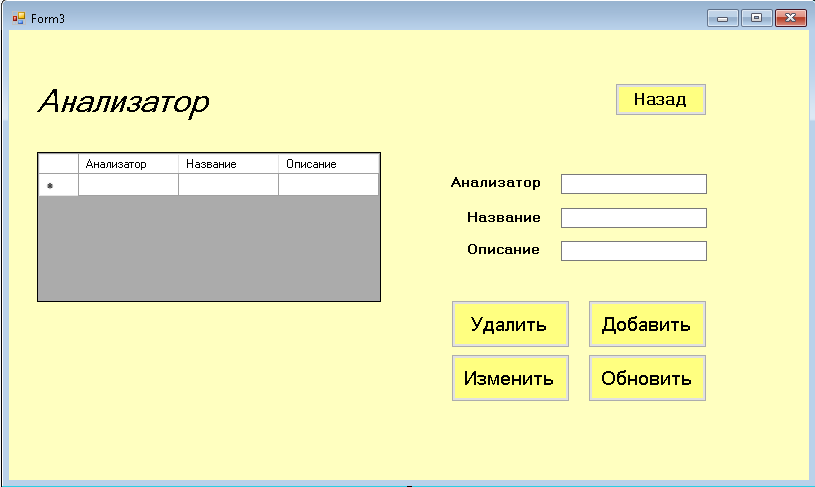 Form3
Анализатор
Назад
Анализатор Название Описание
Анализатор
Название
Описание
Удалить Добавить
Изменить Обновить